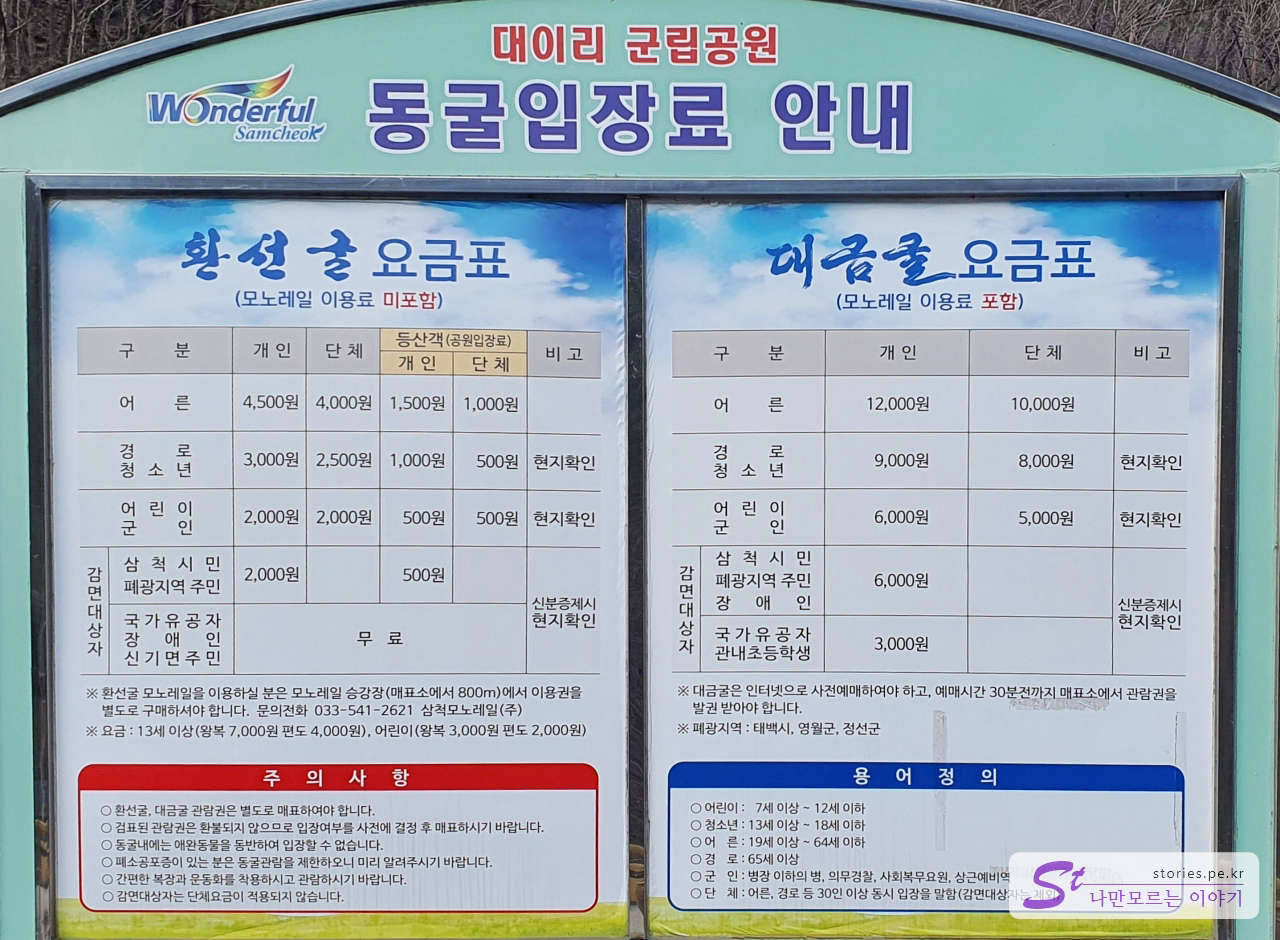 대이리 군립공원
Wonderful
Samcheok
동굴입장료 안내
환선굴 요금표
(모노레일 이용료 미포함)
구 분 개인 단체 등산객(공원입장료) 비고
개인 단체
어 른 4,500원 4,000원 1,500원 1,000원
경 로
청 소 년 3,000원 2,500원 1,000원 500원 현지확인
어 린 이
군 인 2,000원 2,000원 500원 500원 현지확인
감면대상자
삼 척 시 민
폐광지역 주민 2,000원 500원
국가유공자
장 애 인
신기면주민 무 료
신분증제시
현지확인
※ 환선굴 모노레일을 이용하실 분은 모노레일 승강장(매표소에서 800m)에서 이용권을
별도로 구매하셔야 합니다. 문의전화 033-541-2621 삼척모노레일(주)
※ 요금 : 13세 이상(왕복 7,000원 편도 4,000원), 어린이(왕복 3,000원 편도 2,000원)
주 의 사 항
○ 환선굴, 대금굴 관람권은 별도로 매표하여야 합니다.
○ 검표된 관람권은 환불되지 않으므로 입장여부를 사전에 결정 후 매표하시기 바랍니다.
○ 동굴내에는 애완동물을 동반하여 입장할 수 없습니다.
○ 폐소공포증이 있는 분은 동굴관람을 제한하오니 미리 알려주시기 바랍니다.
○ 간편한 복장과 운동화를 착용하시고 관람하시기 바랍니다.
○ 감면대상자는 단체요금이 적용되지 않습니다.
대금굴 요금표
(모노레일 이용료 포함)
구 분 개인 단체 비고
어 른 12,000원 10,000원
경 로
청 소 년 9,000원 8,000원 현지확인
어 린 이
군 인 6,000원 5,000원 현지확인
감면대상자
삼 척 시 민
폐광지역 주민
장 애 인 6,000원
국가유공자
관내초등학생 3,000원
신분증제시
현지확인
※ 대금굴은 인터넷으로 사전예매하여야 하고, 예매시간 30분전까지 매표소에서 관람권을
발권 받아야 합니다.
※ 폐광지역 : 태백시, 영월군, 정선군
용 어 정 의
○ 어린이 : 7세 이상 ~ 12세 이하
○ 청소년 : 13세 이상 ~ 18세 이하
○ 어 른 : 19세 이상 ~ 64세 이하
○ 경 로 : 65세 이상
○ 군 인 : 병장 이하의 병, 의무경찰, 사회복무요원, 상근예비역
○ 단 체 : 어른, 경로 등 30인 이상 동시 입장을 말함(감면대상자는 제외)
St
stories.pe.kr
나만모르는 이야기